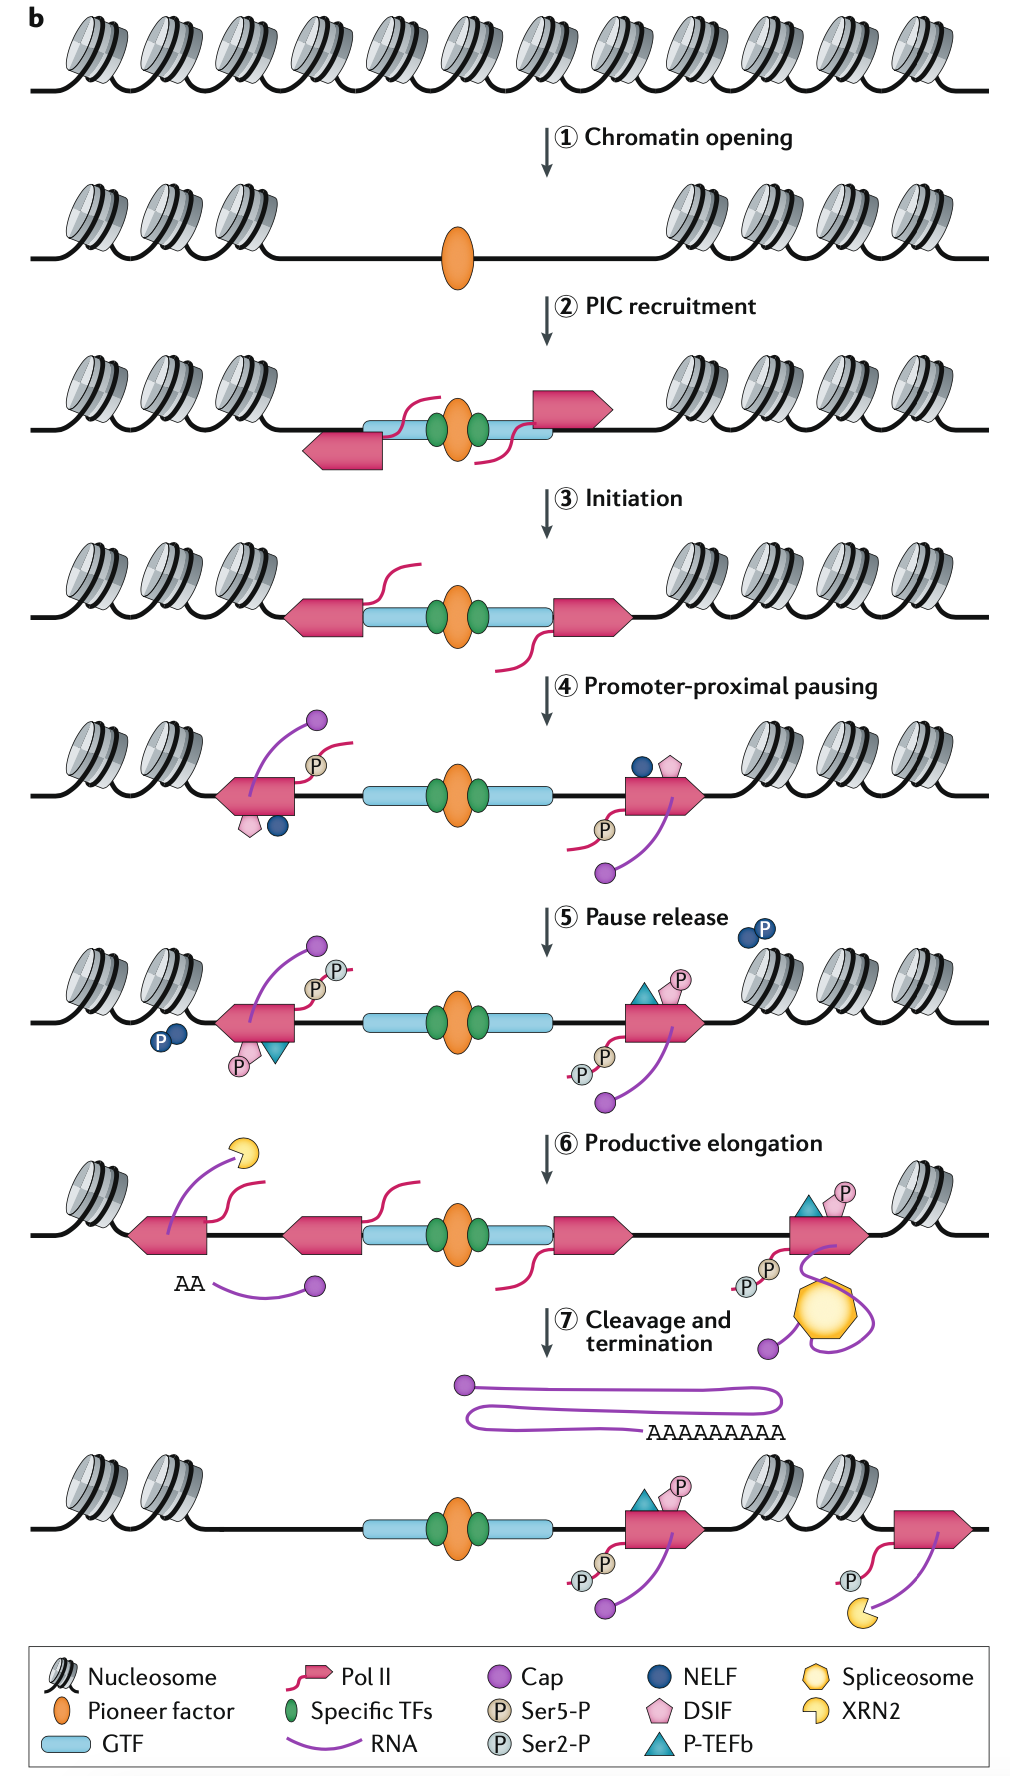 b
① Chromatin opening
② PIC recruitment
③ Initiation
④ Promoter-proximal pausing
P
P
⑤ Pause release
P
P
P
P
P
P
P
P
⑥ Productive elongation
P
AA
P
P
⑦ Cleavage and
termination
AAAAAAAAA
P
P
P
P
Nucleosome
Pol II
Cap
NELF
Spliceosome
Pioneer factor
Specific TFs
P Ser5-P
DSIF
XRN2
GTF
RNA
P Ser2-P
P-TEFb